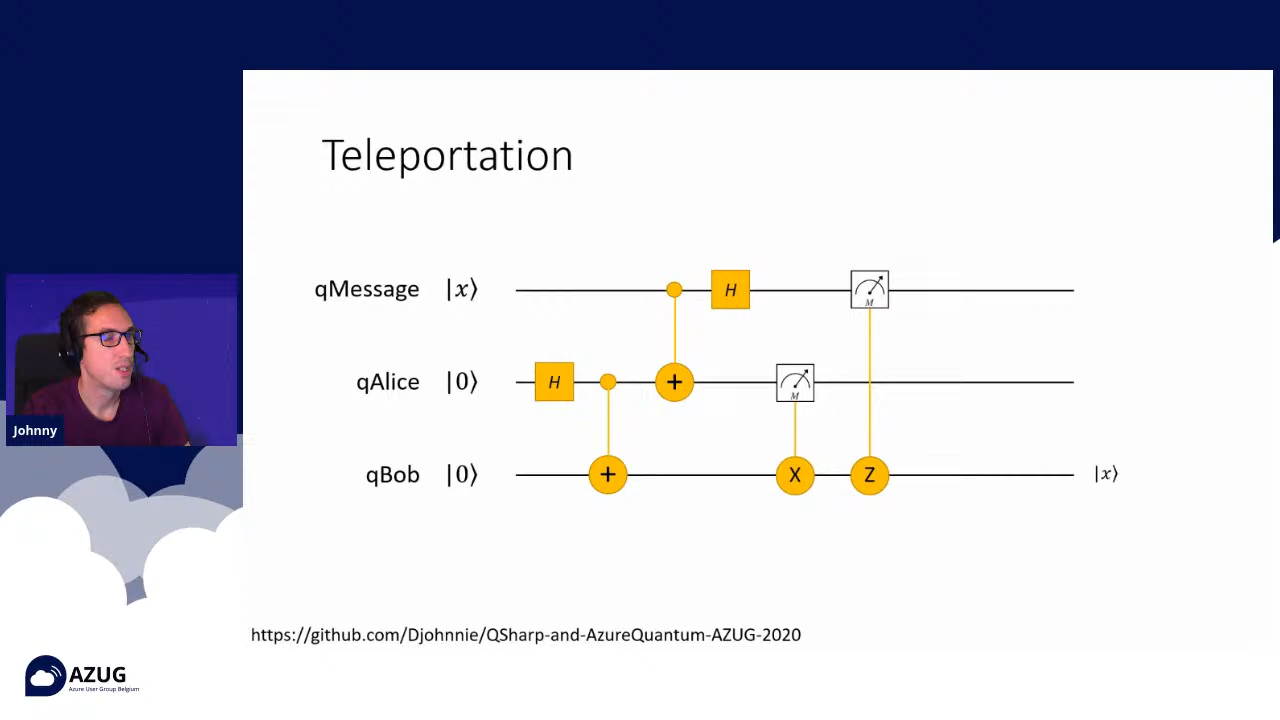 Teleportation
qMessage |x⟩ H M
qAlice |0⟩ H + M
qBob |0⟩ + X Z |x⟩
Johnny
https://github.com/Djohnnie/QSharp-and-AzureQuantum-AZUG-2020
AZUG
Azure User Group Belgium